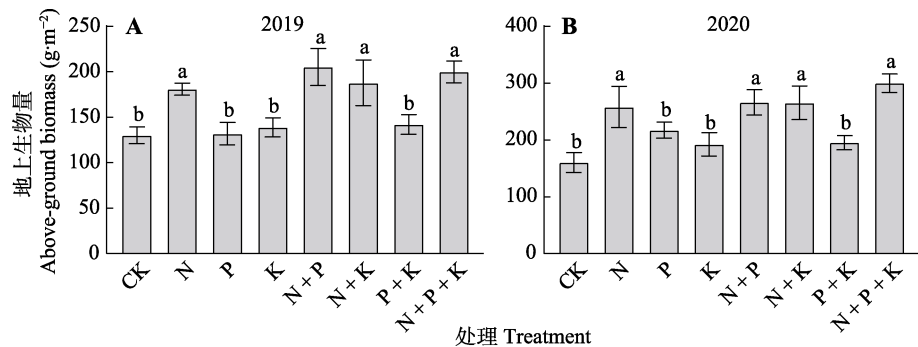 地上生物量
Above-ground biomass (g·m⁻²)
A
2019
250
200
150
100
50
0
b
a
b
b
a
a
b
a
CK
N
P
K
N + P
N + K
P + K
N + P + K
B
2020
400
300
200
100
0
b
a
b
b
a
a
b
a
CK
N
P
K
N + P
N + K
P + K
N + P + K
处理 Treatment